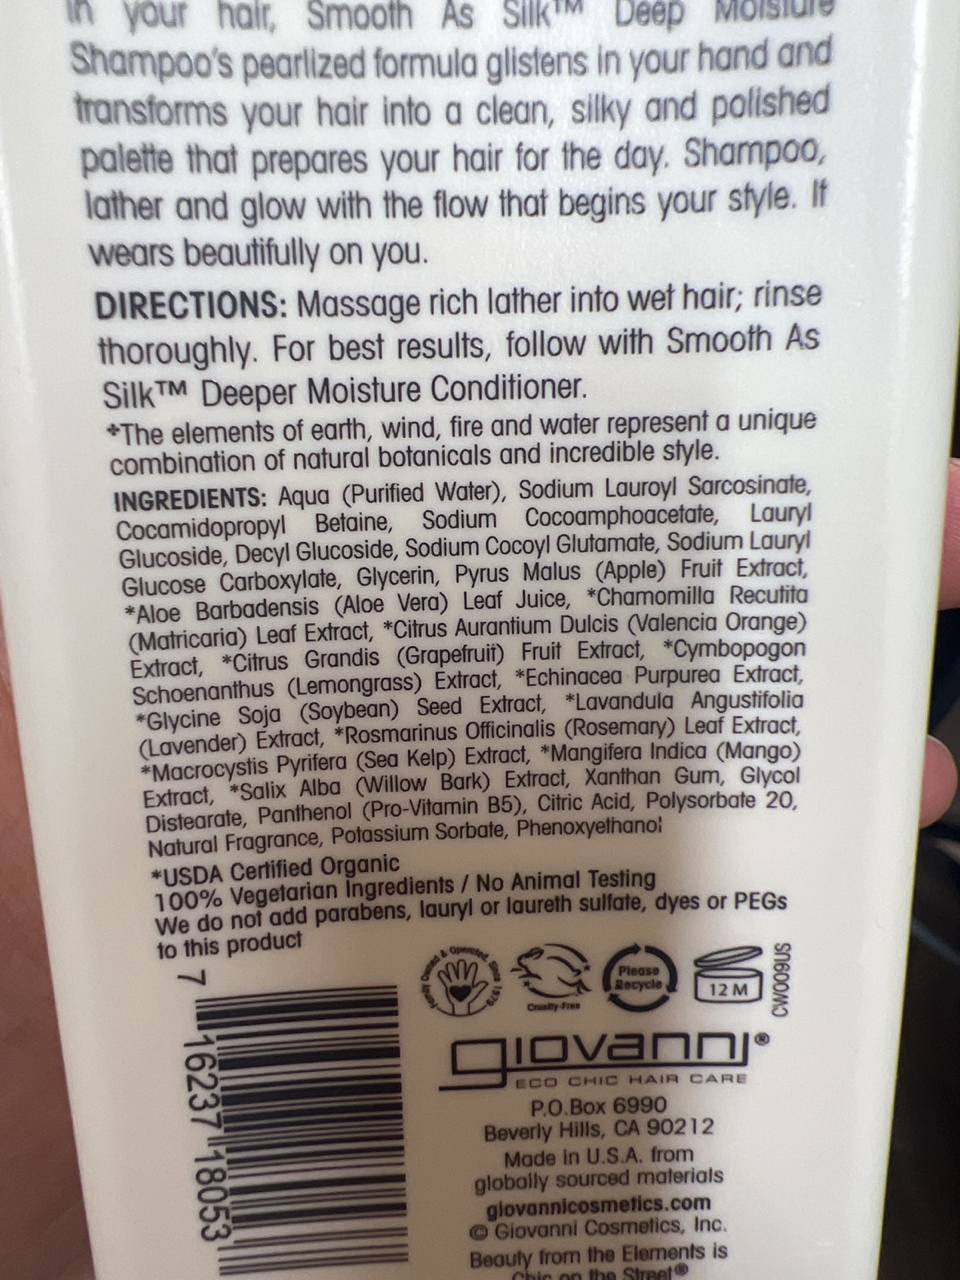 in your hair, Smooth As Silk™ Deep Moisture
Shampoo's pearlized formula glistens in your hand and
transforms your hair into a clean, silky and polished
palette that prepares your hair for the day. Shampoo,
lather and glow with the flow that begins your style. It
wears beautifully on you.
DIRECTIONS: Massage rich lather into wet hair; rinse
thoroughly. For best results, follow with Smooth As
Silk™ Deeper Moisture Conditioner.
*The elements of earth, wind, fire and water represent a unique
combination of natural botanicals and incredible style.
INGREDIENTS: Aqua (Purified Water), Sodium Lauroyl Sarcosinate,
Cocamidopropyl Betaine, Sodium Cocoamphoacetate, Lauryl
Glucoside, Decyl Glucoside, Sodium Cocoyl Glutamate, Sodium Lauryl
Glucose Carboxylate, Glycerin, Pyrus Malus (Apple) Fruit Extract,
*Aloe Barbadensis (Aloe Vera) Leaf Juice, *Chamomilla Recutita
(Matricaria) Leaf Extract, *Citrus Aurantium Dulcis (Valencia Orange)
Extract, *Citrus Grandis (Grapefruit) Fruit Extract, *Cymbopogon
Schoenanthus (Lemongrass) Extract, *Echinacea Purpurea Extract,
*Glycine Soja (Soybean) Seed Extract, *Lavandula Angustifolia
(Lavender) Extract, *Rosmarinus Officinalis (Rosemary) Leaf Extract,
*Macrocystis Pyrifera (Sea Kelp) Extract, *Mangifera Indica (Mango)
Extract, *Salix Alba (Willow Bark) Extract, Xanthan Gum, Glycol
Distearate, Panthenol (Pro-Vitamin B5), Citric Acid, Polysorbate 20,
Natural Fragrance, Potassium Sorbate, Phenoxyethanol
*USDA Certified Organic
100% Vegetarian Ingredients / No Animal Testing
We do not add parabens, lauryl or laureth sulfate, dyes or PEGs
to this product
Family Owned & Operated, Since 1979
Cruelty-Free
Please
Recycle
12 M
CW009US
7 16237 18053
giovanni®
ECO CHIC HAIR CARE
P.O.Box 6990
Beverly Hills, CA 90212
Made in U.S.A. from
globally sourced materials
giovannicosmetics.com
© Giovanni Cosmetics, Inc.
Beauty from the Elements is
Chic on the Street®